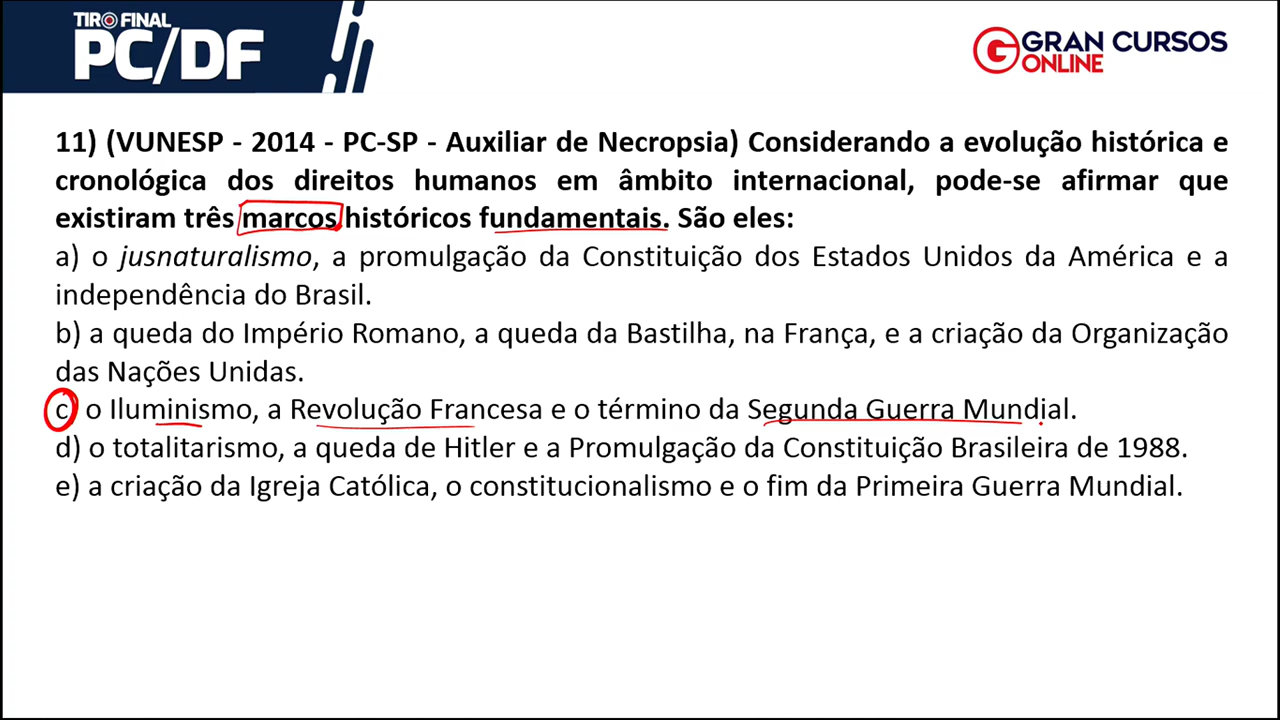 TIRO FINAL
PC/DF
GRAN CURSOS
ONLINE
11) (VUNESP - 2014 - PC-SP - Auxiliar de Necropsia) Considerando a evolução histórica e
cronológica dos direitos humanos em âmbito internacional, pode-se afirmar que
existiram três marcos históricos fundamentais. São eles:
a) o jusnaturalismo, a promulgação da Constituição dos Estados Unidos da América e a
independência do Brasil.
b) a queda do Império Romano, a queda da Bastilha, na França, e a criação da Organização
das Nações Unidas.
c) o Iluminismo, a Revolução Francesa e o término da Segunda Guerra Mundial.
d) o totalitarismo, a queda de Hitler e a Promulgação da Constituição Brasileira de 1988.
e) a criação da Igreja Católica, o constitucionalismo e o fim da Primeira Guerra Mundial.